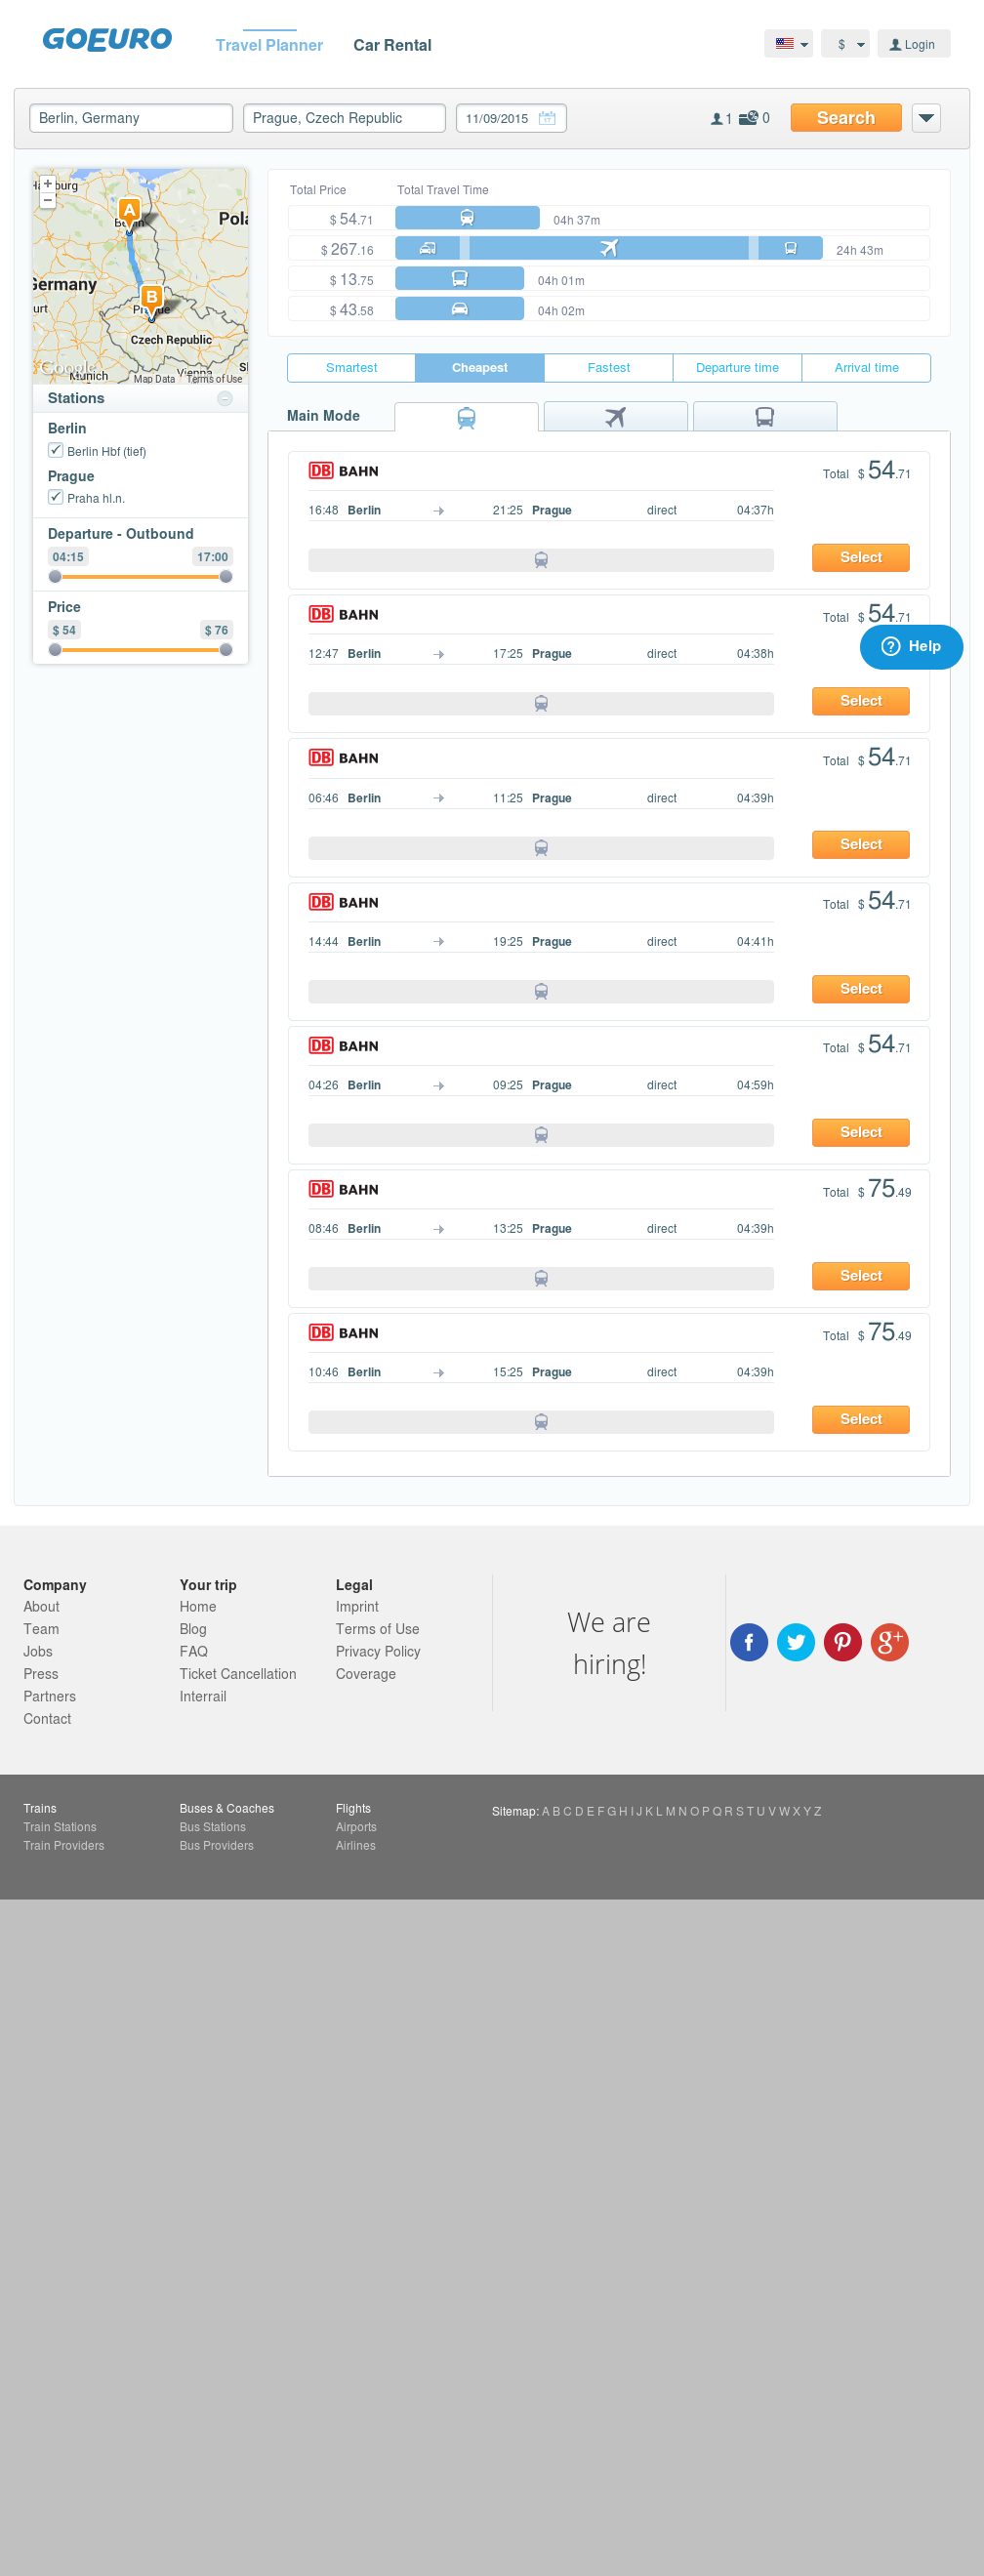 GOEURO
Travel Planner
Car Rental
$
Login
Berlin, Germany
Prague, Czech Republic
11/09/2015
17
1
0
Search
+
−
Hamburg
A
Berlin
Pola
Germany
B
Prague
Czech Republic
Google
Munich
Vienna
Map Data
Terms of Use
Stations
Berlin
Berlin Hbf (tief)
Prague
Praha hl.n.
Departure - Outbound
04:15 17:00
Price
$ 54 $ 76
Total Price Total Travel Time
$ 54.71 04h 37m
$ 267.16 24h 43m
$ 13.75 04h 01m
$ 43.58 04h 02m
Smartest Cheapest Fastest Departure time Arrival time
Main Mode
DB BAHN Total $ 54.71
16:48 Berlin 21:25 Prague direct 04:37h
Select
DB BAHN Total $ 54.71
Help
12:47 Berlin 17:25 Prague direct 04:38h
Select
DB BAHN Total $ 54.71
06:46 Berlin 11:25 Prague direct 04:39h
Select
DB BAHN Total $ 54.71
14:44 Berlin 19:25 Prague direct 04:41h
Select
DB BAHN Total $ 54.71
04:26 Berlin 09:25 Prague direct 04:59h
Select
DB BAHN Total $ 75.49
08:46 Berlin 13:25 Prague direct 04:39h
Select
DB BAHN Total $ 75.49
10:46 Berlin 15:25 Prague direct 04:39h
Select
Company
About
Team
Jobs
Press
Partners
Contact
Your trip
Home
Blog
FAQ
Ticket Cancellation
Interrail
Legal
Imprint
Terms of Use
Privacy Policy
Coverage
We are
hiring!
Trains
Train Stations
Train Providers
Buses & Coaches
Bus Stations
Bus Providers
Flights
Airports
Airlines
Sitemap: A B C D E F G H I J K L M N O P Q R S T U V W X Y Z